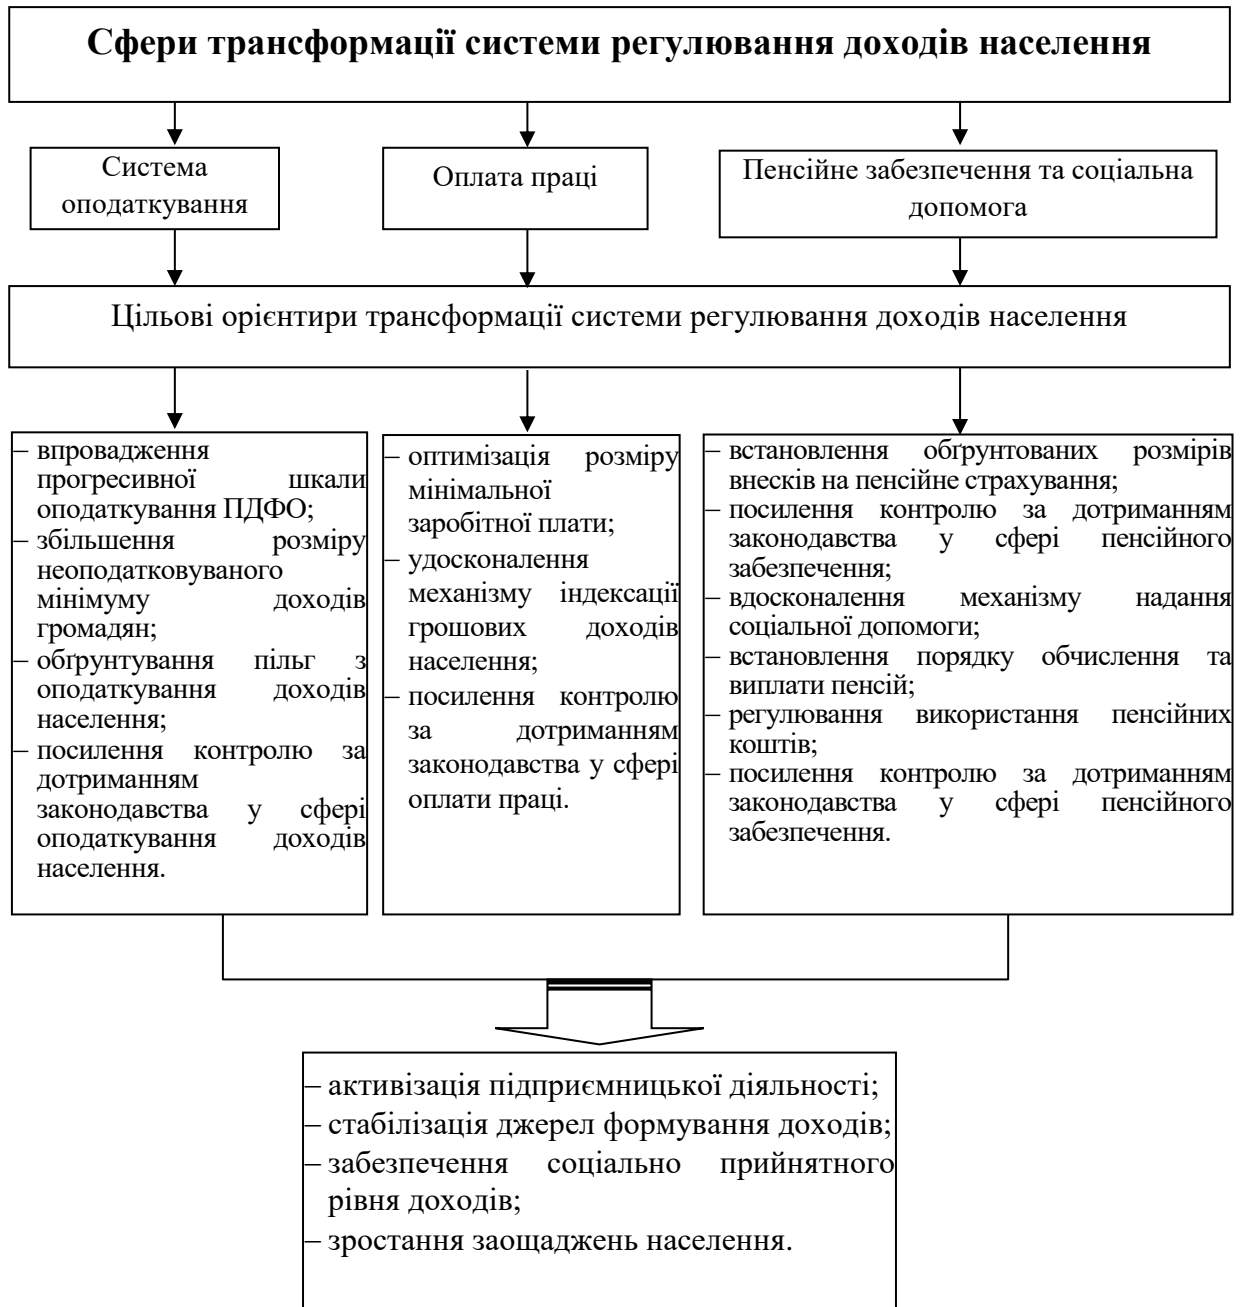 Сфери трансформації системи регулювання доходів населення
Система
оподаткування
Оплата праці
Пенсійне забезпечення та соціальна
допомога
Цільові орієнтири трансформації системи регулювання доходів населення
– впровадження
прогресивної шкали
оподаткування ПДФО;
– збільшення розміру
неоподатковуваного
мінімуму доходів
громадян;
– обґрунтування пільг з
оподаткування доходів
населення;
– посилення контролю за
дотриманням
законодавства у сфері
оподаткування доходів
населення.
– оптимізація розміру
мінімальної
заробітної плати;
– удосконалення
механізму індексації
грошових доходів
населення;
– посилення контролю
за дотриманням
законодавства у сфері
оплати праці.
– встановлення обґрунтованих розмірів
внесків на пенсійне страхування;
– посилення контролю за дотриманням
законодавства у сфері пенсійного
забезпечення;
– вдосконалення механізму надання
соціальної допомоги;
– встановлення порядку обчислення та
виплати пенсій;
– регулювання використання пенсійних
коштів;
– посилення контролю за дотриманням
законодавства у сфері пенсійного
забезпечення.
– активізація підприємницької діяльності;
– стабілізація джерел формування доходів;
– забезпечення соціально прийнятного
рівня доходів;
– зростання заощаджень населення.